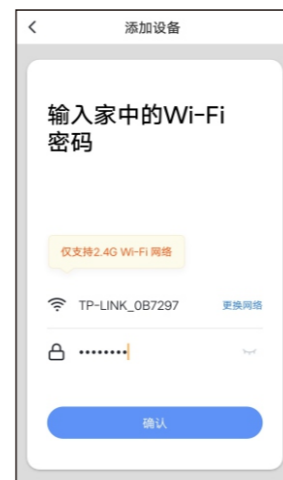 添加设备
输入家中的Wi-Fi
密码
仅支持2.4G Wi-Fi 网络
TP-LINK_0B7297 更换网络
••••••••
确认